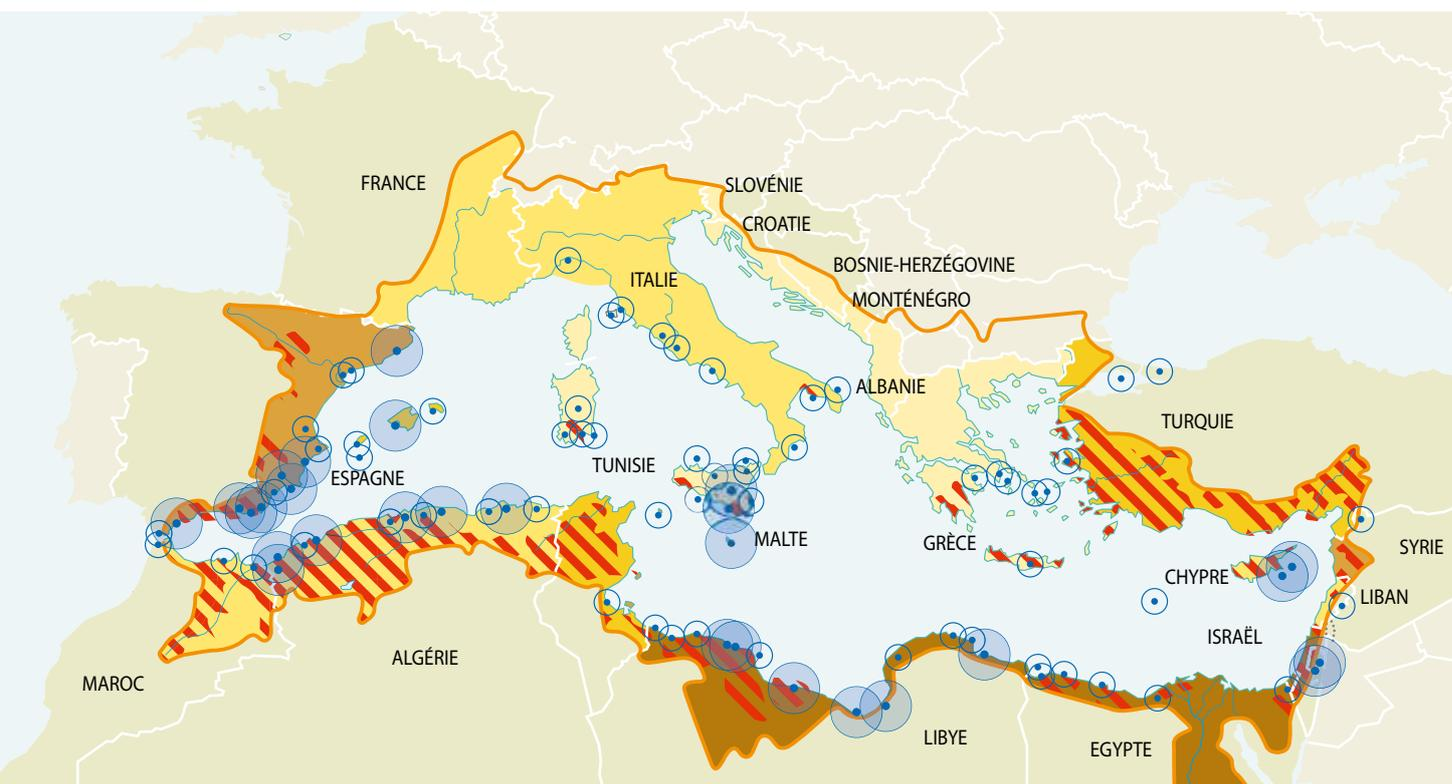 FRANCE
SLOVÉNIE
CROATIE
BOSNIE-HERZÉGOVINE
ITALIE
MONTÉNÉGRO
ALBANIE
TURQUIE
TUNISIE
ESPAGNE
MALTE
GRÈCE
SYRIE
CHYPRE
LIBAN
ISRAËL
ALGÉRIE
MAROC
LIBYE
EGYPTE